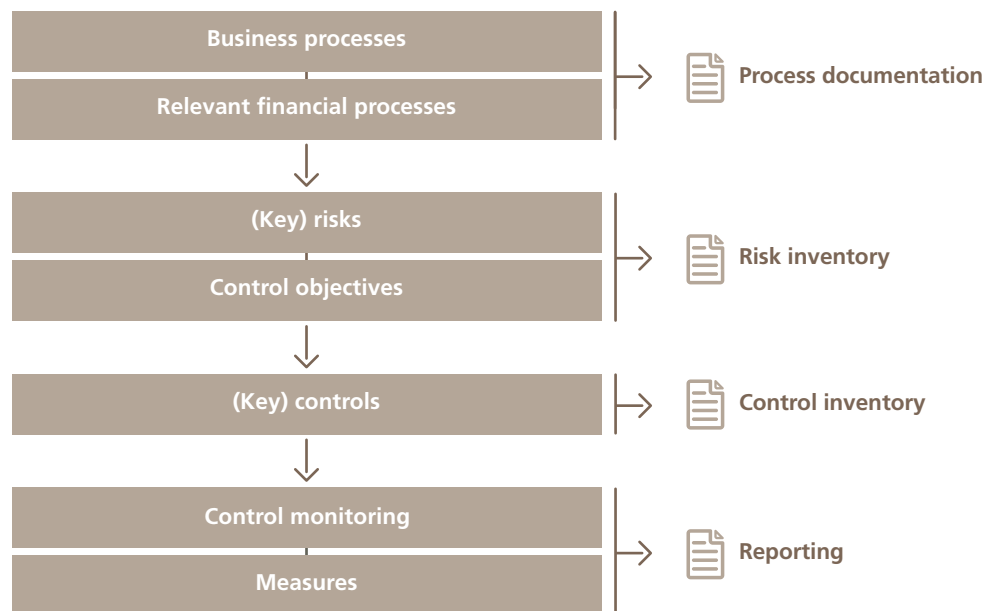 Business processes
Relevant financial processes
Process documentation
(Key) risks
Control objectives
Risk inventory
(Key) controls
Control inventory
Control monitoring
Measures
Reporting